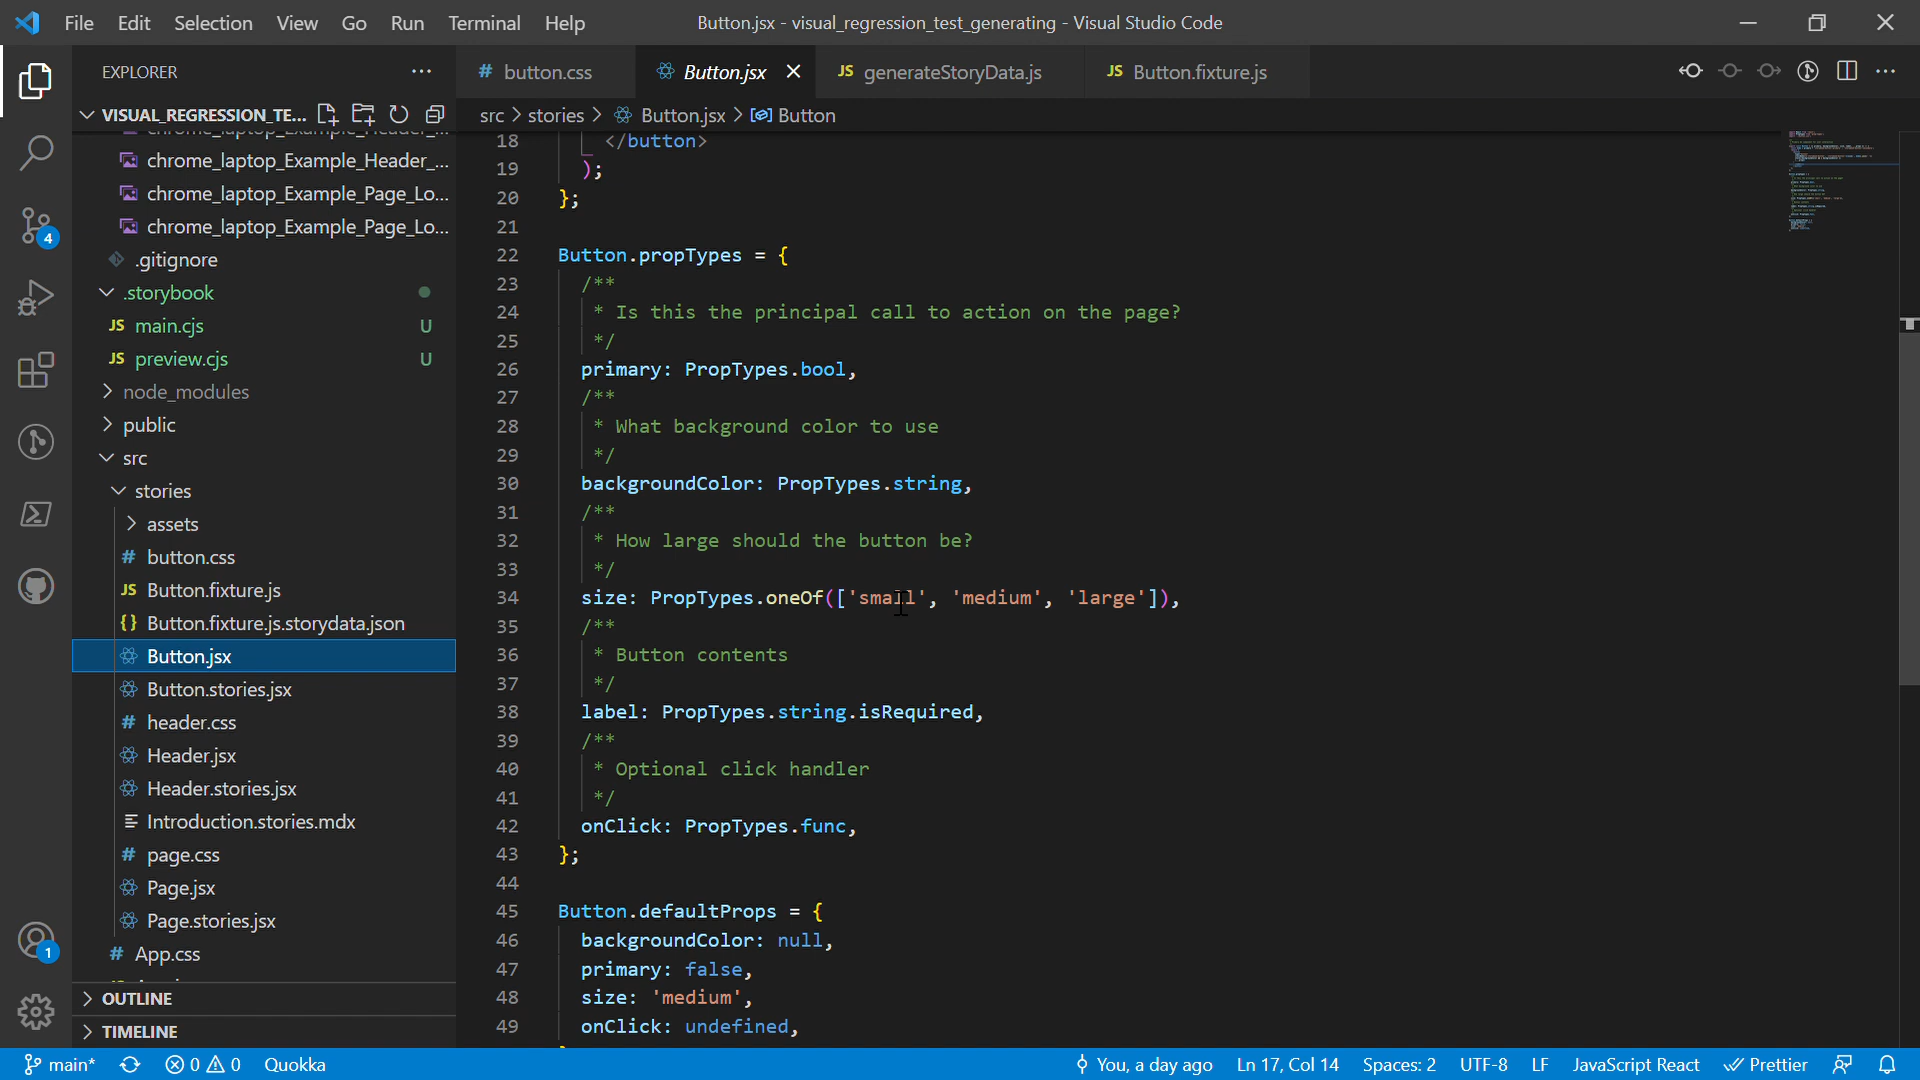 File Edit Selection View Go Run Terminal Help
Button.jsx - visual_regression_test_generating - Visual Studio Code
EXPLORER
VISUAL_REGRESSION_TE...
chrome_laptop_Example_Header_...
chrome_laptop_Example_Header_...
chrome_laptop_Example_Page_Lo...
chrome_laptop_Example_Page_Lo...
.gitignore
.storybook
JS main.cjs U
JS preview.cjs U
node_modules
public
src
stories
assets
# button.css
JS Button.fixture.js
{} Button.fixture.js.storydata.json
Button.jsx
Button.stories.jsx
# header.css
Header.jsx
Header.stories.jsx
Introduction.stories.mdx
# page.css
Page.jsx
Page.stories.jsx
# App.css
OUTLINE
TIMELINE
4
1
# button.css Button.jsx JS generateStoryData.js JS Button.fixture.js
src > stories > Button.jsx > Button
18 </button>
19 );
20 };
21
22 Button.propTypes = {
23 /**
24 * Is this the principal call to action on the page?
25 */
26 primary: PropTypes.bool,
27 /**
28 * What background color to use
29 */
30 backgroundColor: PropTypes.string,
31 /**
32 * How large should the button be?
33 */
34 size: PropTypes.oneOf(['small', 'medium', 'large']),
35 /**
36 * Button contents
37 */
38 label: PropTypes.string.isRequired,
39 /**
40 * Optional click handler
41 */
42 onClick: PropTypes.func,
43 };
44
45 Button.defaultProps = {
46 backgroundColor: null,
47 primary: false,
48 size: 'medium',
49 onClick: undefined,
main* 0 0 Quokka You, a day ago Ln 17, Col 14 Spaces: 2 UTF-8 LF JavaScript React Prettier